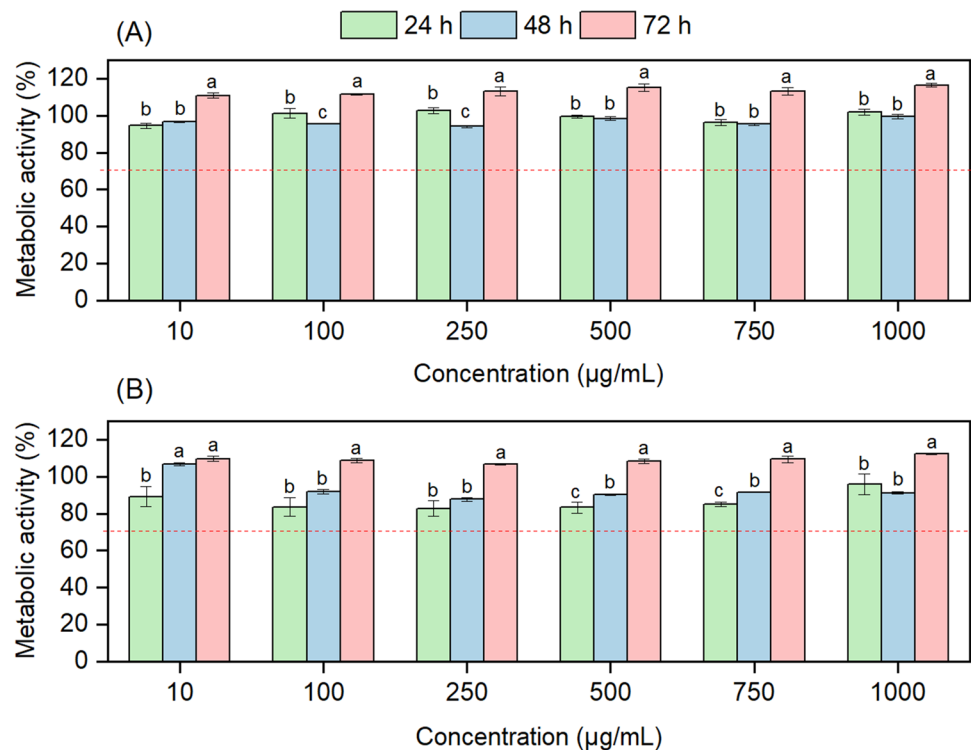 (A)
24 h 48 h 72 h
Metabolic activity (%)
120
100
80
60
40
20
0
b b a
b c a
b c a
b b a
b b a
b b a
10 100 250 500 750 1000
Concentration (µg/mL)
(B)
Metabolic activity (%)
120
100
80
60
40
20
0
b a a
b b a
b b a
c b a
c b a
b b a
10 100 250 500 750 1000
Concentration (µg/mL)